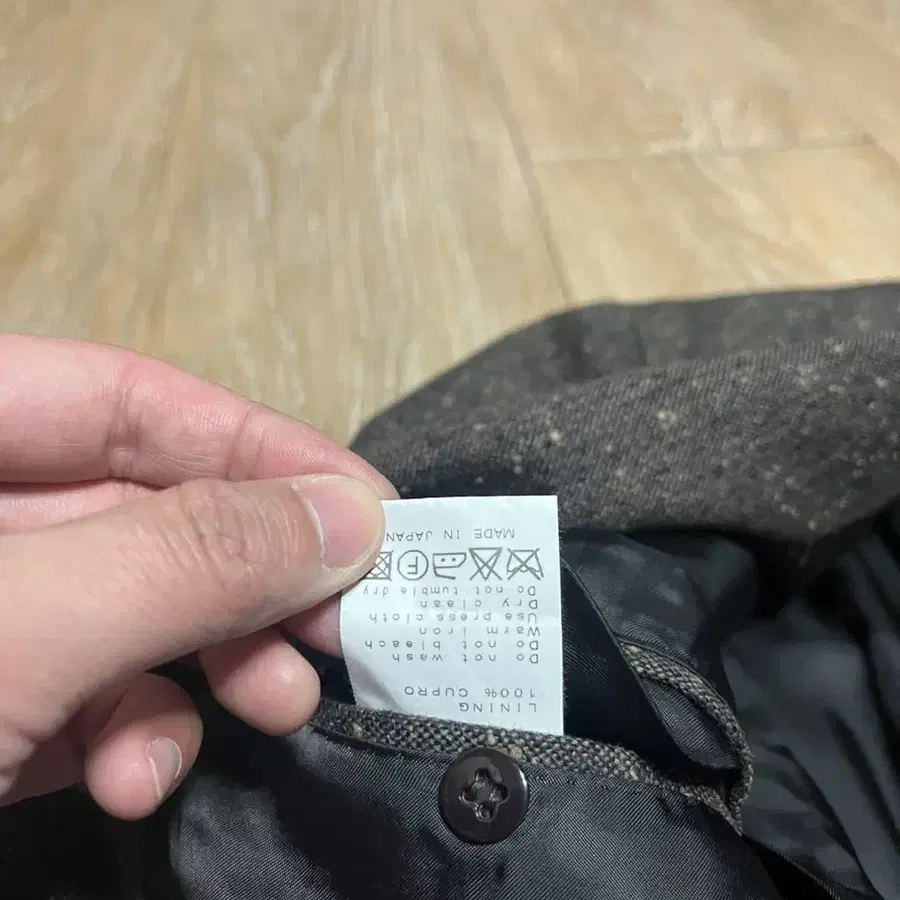 LINING
100% CUPRO
Do not wash
Do not bleach
Warm iron
Use press cloth
Dry clean
Do not tumble dry
F
MADE IN JAPAN